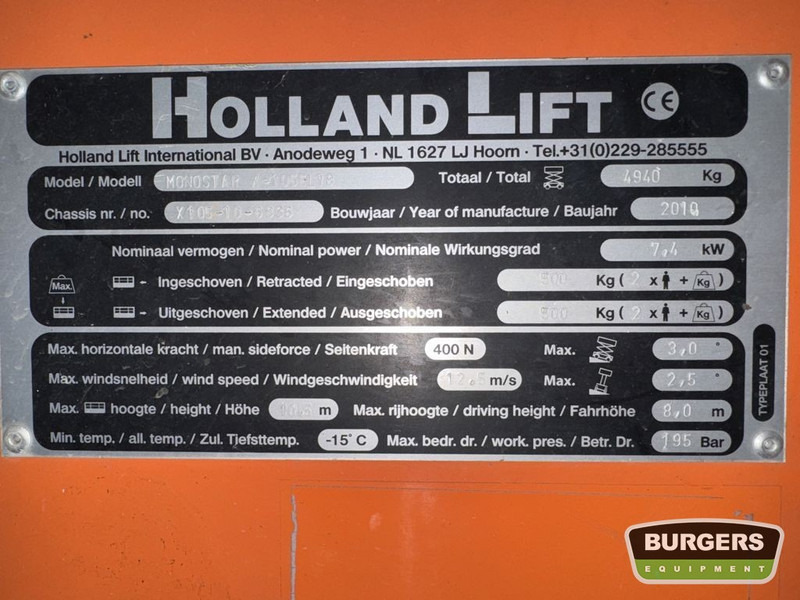 HOLLAND LIFT CE
Holland Lift International BV · Anodeweg 1 · NL 1627 LJ Hoorn · Tel.+31(0)229-285555
Model / Modell MONOSTAR Totaal / Total 4940 Kg
Chassis nr. / no. Bouwjaar / Year of manufacture / Baujahr 2010
Nominaal vermogen / Nominal power / Nominale Wirkungsgrad 7,4 kW
Max. Ingeschoven / Retracted / Eingeschoben 500 Kg ( 2 x + Kg )
Uitgeschoven / Extended / Ausgeschoben 500 Kg ( 2 x + Kg )
Max. horizontale kracht / man. sideforce / Seitenkraft 400 N Max. 3,0 °
Max. windsnelheid / wind speed / Windgeschwindigkeit 12,5 m/s Max. 2,5 °
Max. hoogte / height / Höhe m Max. rijhoogte / driving height / Fahrhöhe 8,0 m
Min. temp. / all. temp. / Zul. Tiefsttemp. -15°C Max. bedr. dr. / work. pres. / Betr. Dr. 195 Bar
TYPEPLAAT 01
BURGERS
EQUIPMENT